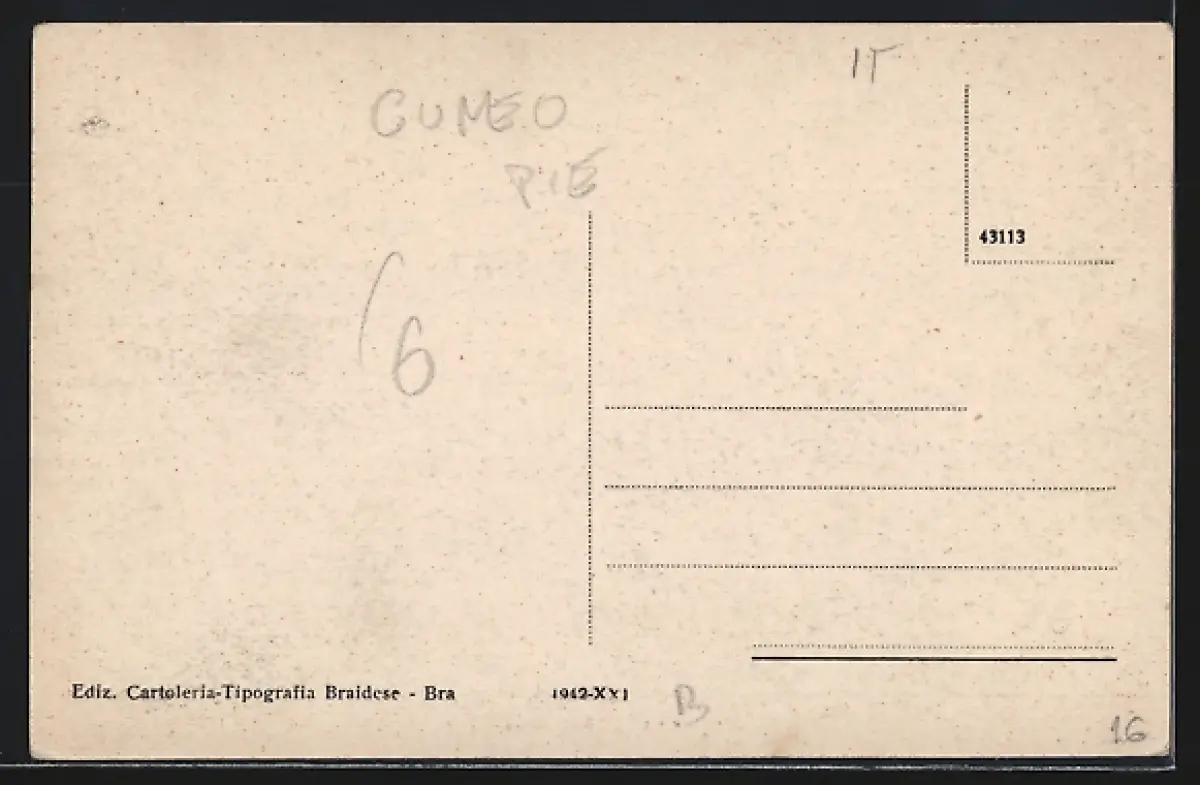 IT
CUNEO
PIE
43113
6
Ediz. Cartoleria-Tipografia Braidese - Bra 1942-XXI
B
16